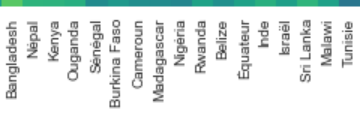 Bangladesh
Népal
Kenya
Ouganda
Sénégal
Burkina Faso
Cameroun
Madagascar
Nigéria
Rwanda
Belize
Équateur
Inde
Israël
Sri Lanka
Malawi
Tunisie